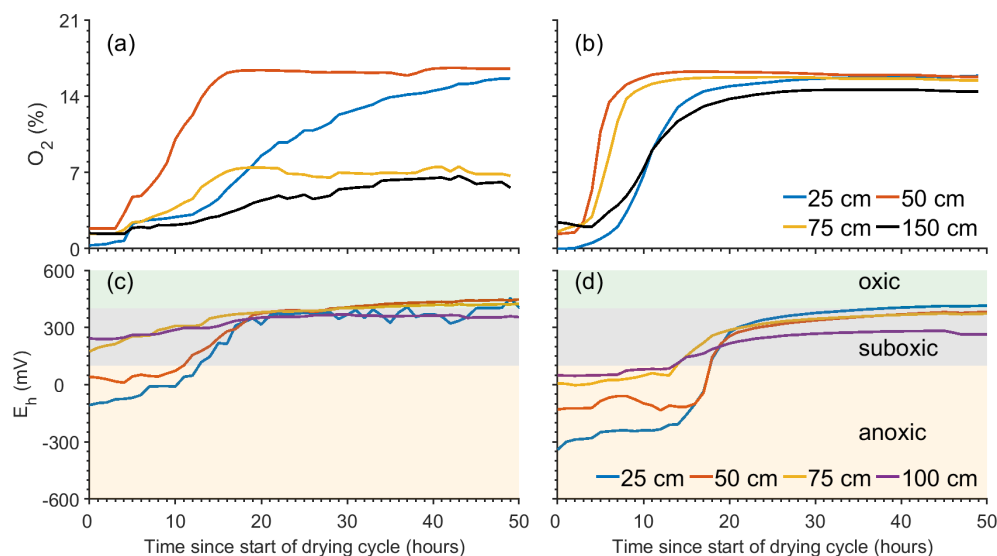 21
14
7
0
O2 (%)
(a)
(b)
25 cm 50 cm
75 cm 150 cm
600
300
0
-300
-600
Eh (mV)
(c)
(d)
oxic
suboxic
anoxic
25 cm 50 cm 75 cm 100 cm
0 10 20 30 40 50
0 10 20 30 40 50
Time since start of drying cycle (hours)
Time since start of drying cycle (hours)